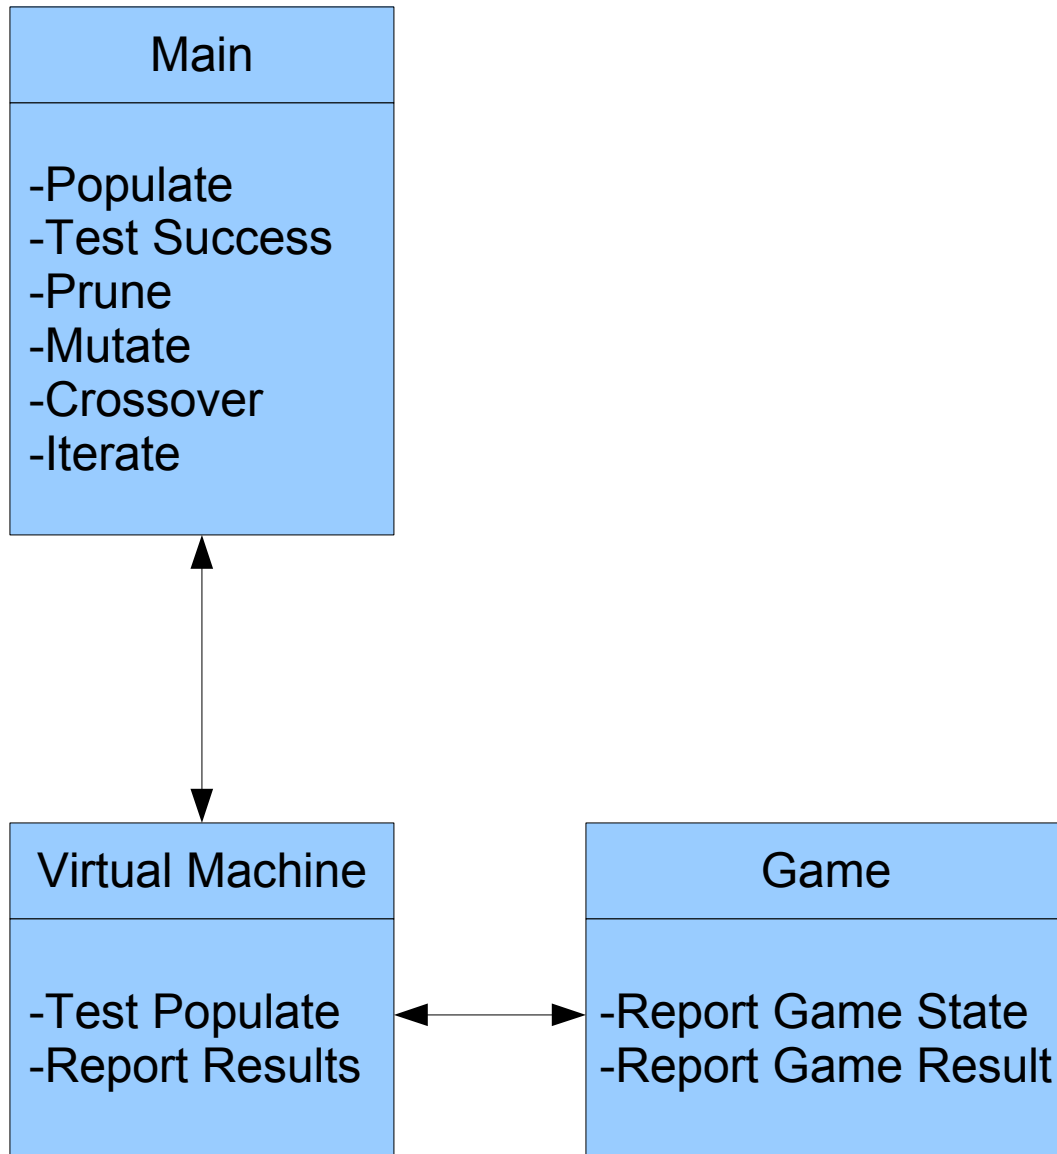 Main
-Populate
-Test Success
-Prune
-Mutate
-Crossover
-Iterate
Virtual Machine
-Test Populate
-Report Results
Game
-Report Game State
-Report Game Result